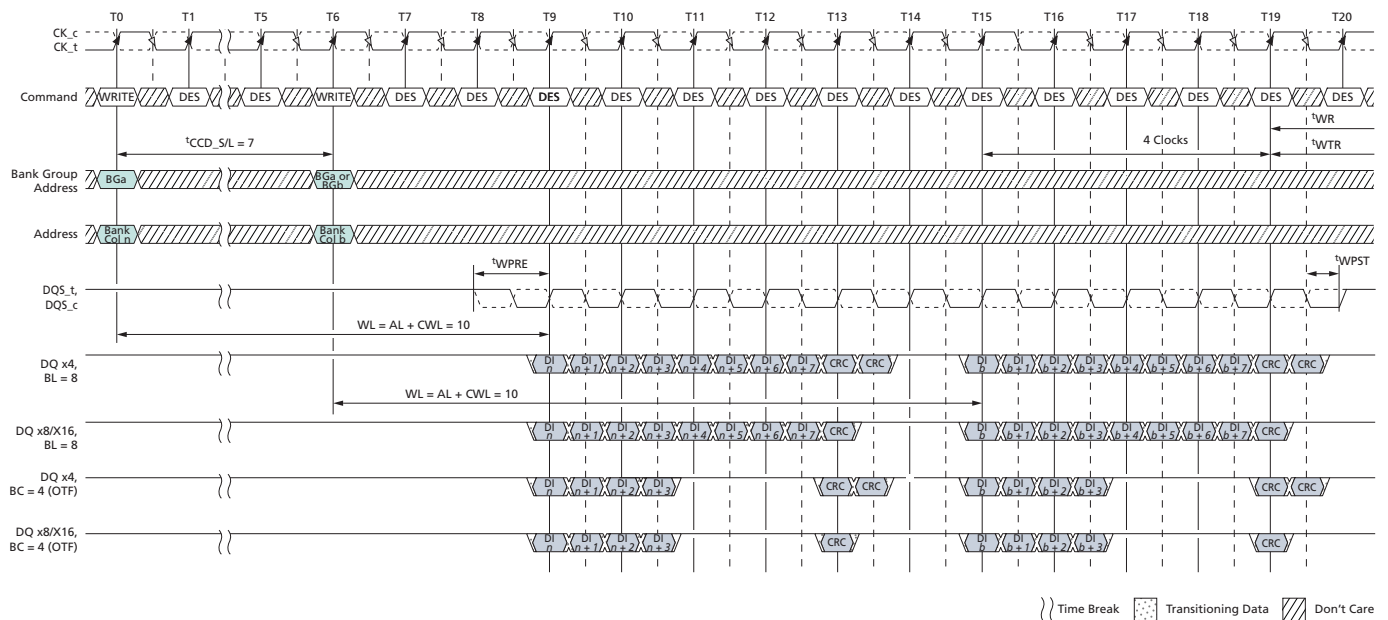 T0 T1 T5 T6 T7 T8 T9 T10 T11 T12 T13 T14 T15 T16 T17 T18 T19 T20
CK_c
CK_t
Command WRITE DES DES WRITE DES DES DES DES DES DES DES DES DES DES DES DES DES DES
tWR
tCCD_S/L = 7 4 Clocks tWTR
Bank Group
Address
BGa BGa or
BGb
Address Bank
Col n
Bank
Col b
tWPRE tWPST
DQS_t,
DQS_c
WL = AL + CWL = 10
DQ x4,
BL = 8
DI DI DI DI DI DI DI DI CRC CRC DI DI DI DI DI DI DI DI CRC CRC
n n + 1 n + 2 n + 3 n + 4 n + 5 n + 6 n + 7 b b + 1 b + 2 b + 3 b + 4 b + 5 b + 6 b + 7
WL = AL + CWL = 10
DQ x8/X16,
BL = 8
DI DI DI DI DI DI DI DI CRC DI DI DI DI DI DI DI DI CRC
n n + 1 n + 2 n + 3 n + 4 n + 5 n + 6 n + 7 b b + 1 b + 2 b + 3 b + 4 b + 5 b + 6 b + 7
DQ x4,
BC = 4 (OTF)
DI DI DI DI CRC CRC DI DI DI DI CRC CRC
n n + 1 n + 2 n + 3 b b + 1 b + 2 b + 3
DQ x8/X16,
BC = 4 (OTF)
DI DI DI DI CRC DI DI DI DI CRC
n n + 1 n + 2 n + 3 b b + 1 b + 2 b + 3
Time Break Transitioning Data Don't Care